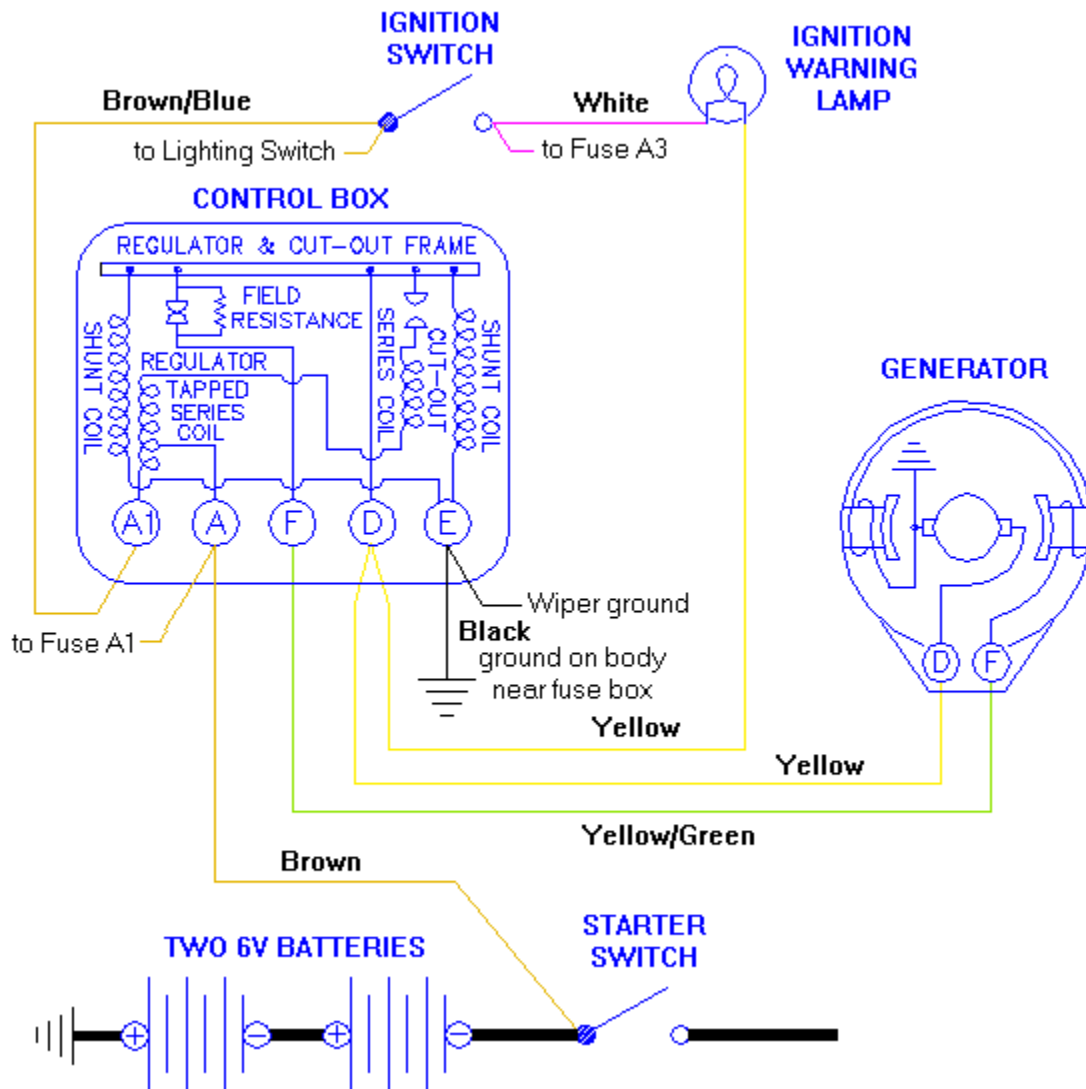 IGNITION
SWITCH
IGNITION
WARNING
LAMP
Brown/Blue
White
to Lighting Switch
to Fuse A3
CONTROL BOX
REGULATOR & CUT-OUT FRAME
FIELD
RESISTANCE
SHUNT COIL
REGULATOR
TAPPED
SERIES
COIL
SERIES COIL
CUT-OUT
SHUNT COIL
GENERATOR
A1
A
F
D
E
Wiper ground
to Fuse A1
Black
ground on body
near fuse box
D
F
Yellow
Yellow
Yellow/Green
Brown
STARTER
SWITCH
TWO 6V BATTERIES
+
−
+
−